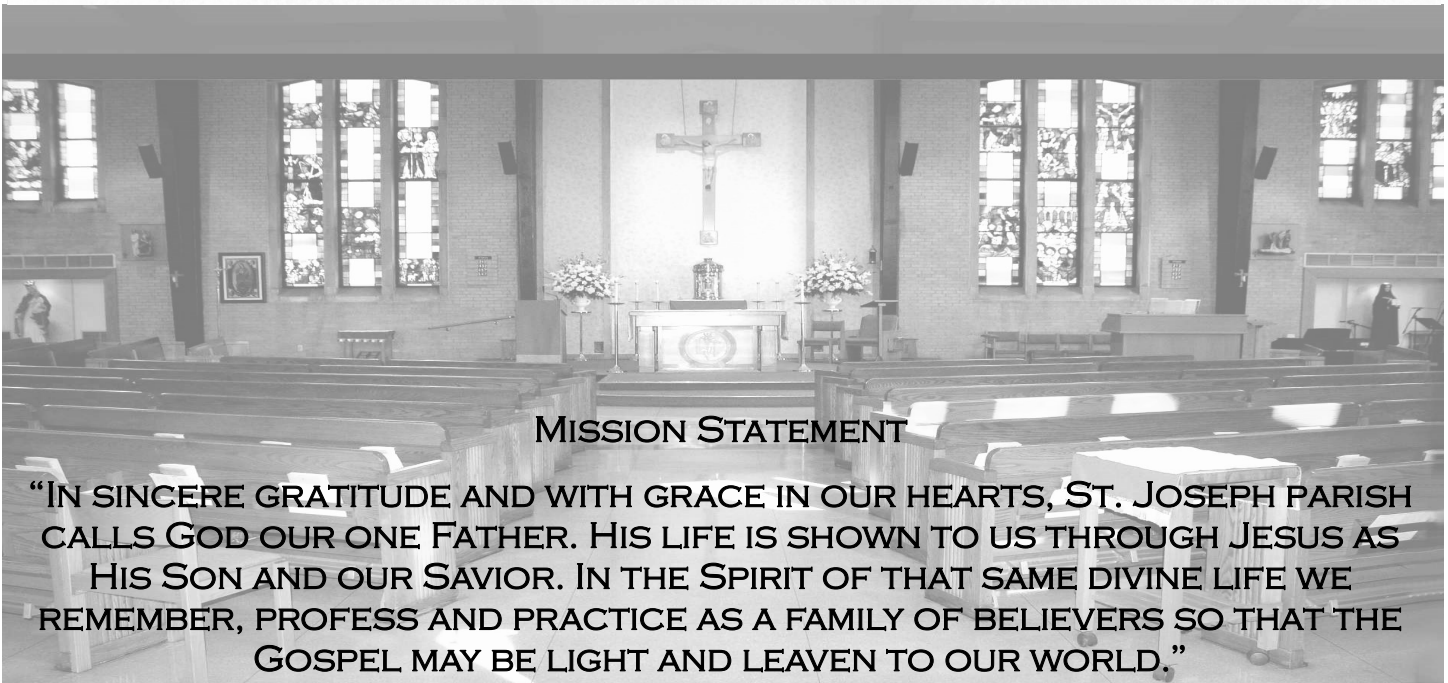 Mission Statement
“In sincere gratitude and with grace in our hearts, St. Joseph parish
calls God our one Father. His life is shown to us through Jesus as
His Son and our Savior. In the Spirit of that same divine life we
remember, profess and practice as a family of believers so that the
Gospel may be light and leaven to our world.”